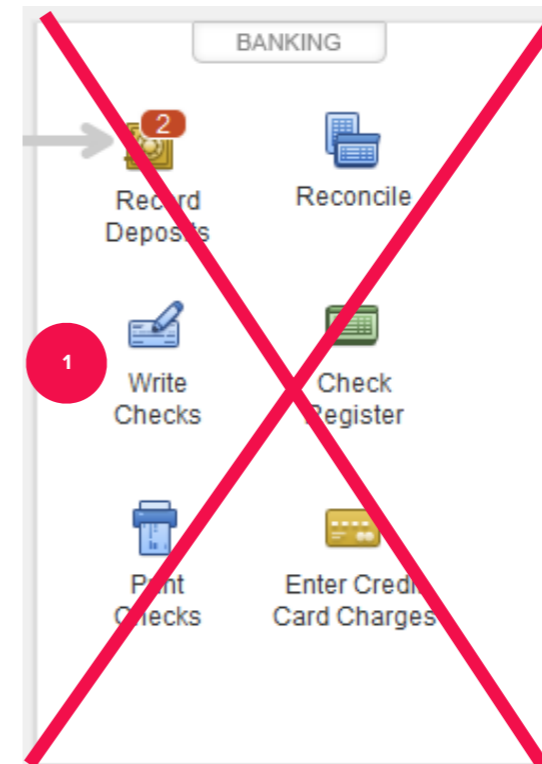 BANKING
2
Record
Deposits
Reconcile
1
Write
Checks
Check
Register
Print
Checks
Enter Credit
Card Charges